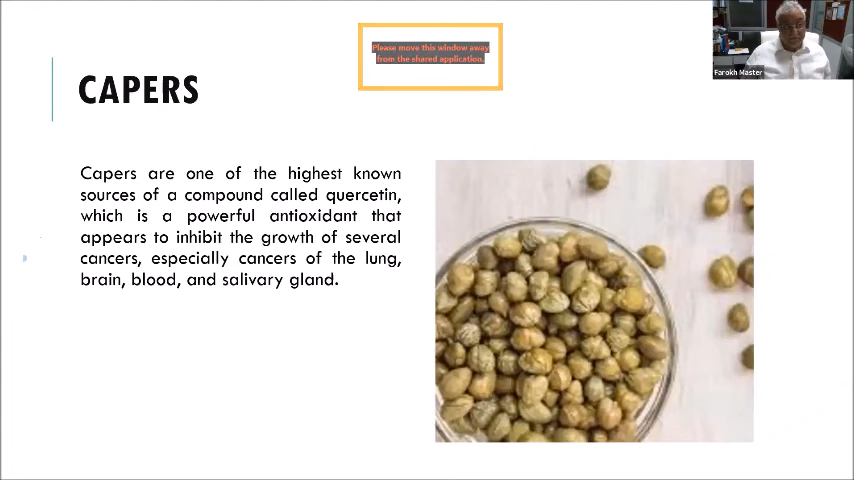 Please move this window away
from the shared application.
Farokh Master
CAPERS
Capers are one of the highest known
sources of a compound called quercetin,
which is a powerful antioxidant that
appears to inhibit the growth of several
cancers, especially cancers of the lung,
brain, blood, and salivary gland.